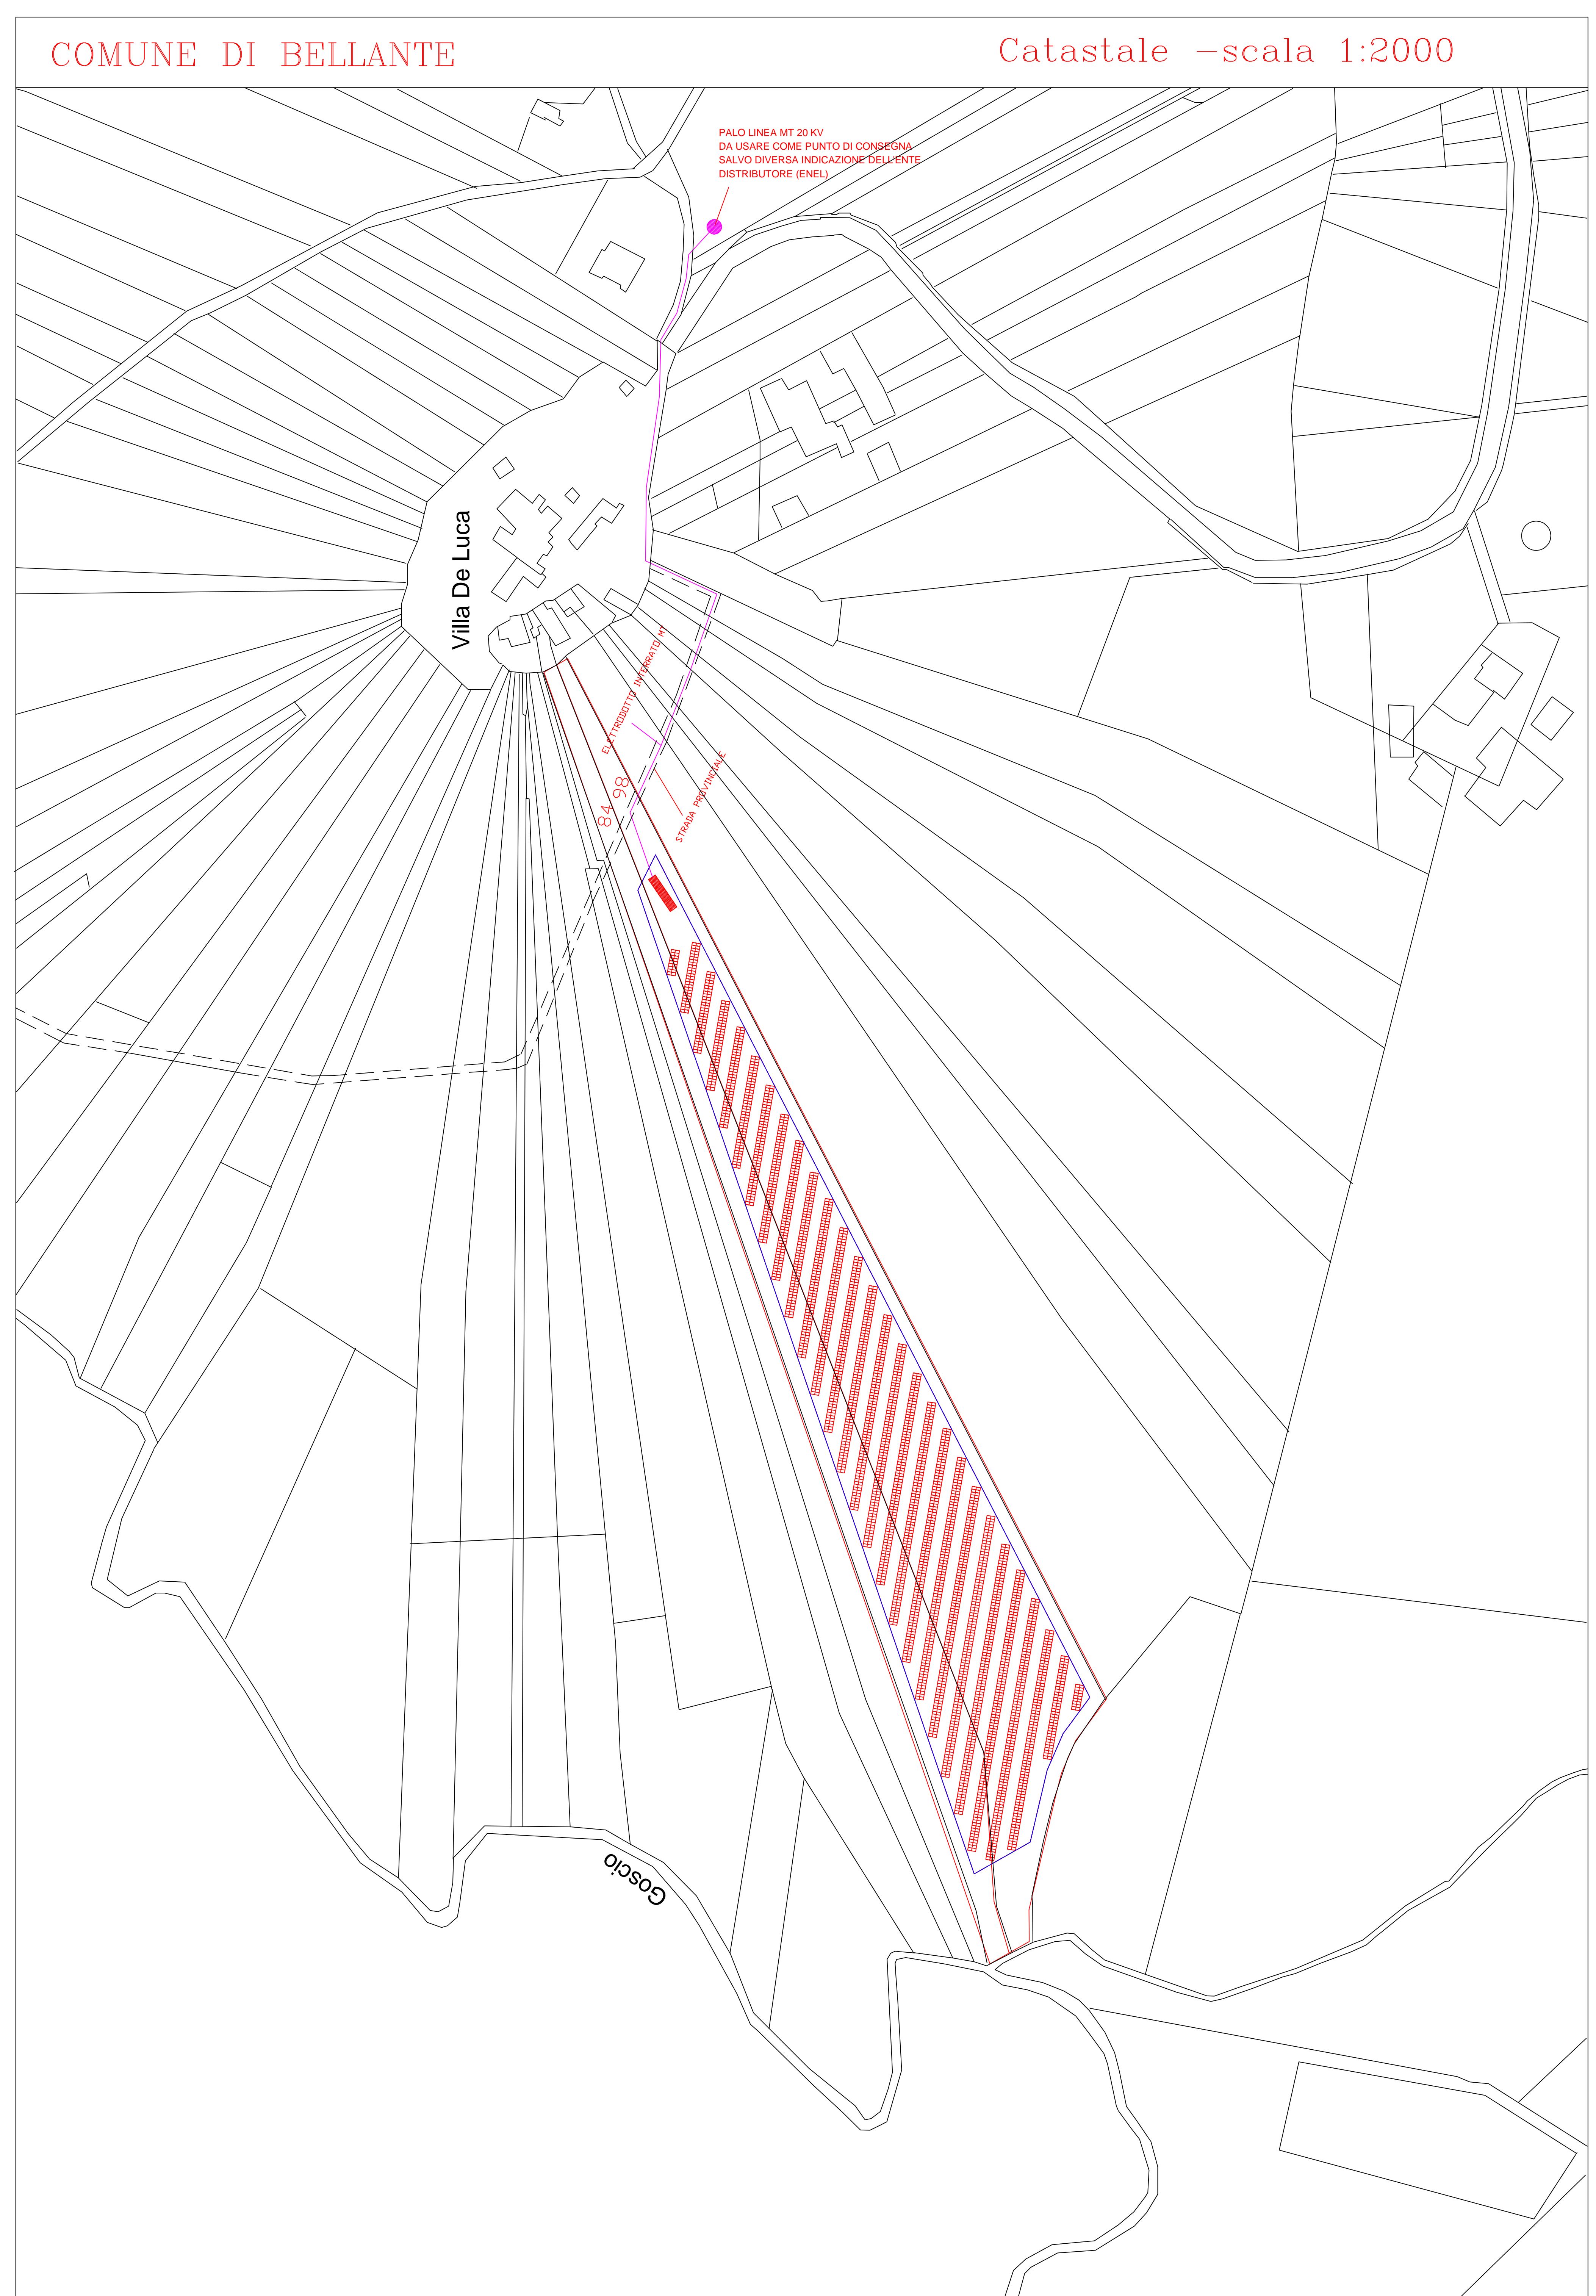 COMUNE DI BELLANTE
Catastale -scala 1:2000
PALO LINEA MT 20 KV
DA USARE COME PUNTO DI CONSEGNA
SALVO DIVERSA INDICAZIONE DELL'ENTE
DISTRIBUTORE (ENEL)
Villa De Luca
ELETTRODOTTO INTERRATO MT
STRADA PROVINCIALE
84
98
Goscio